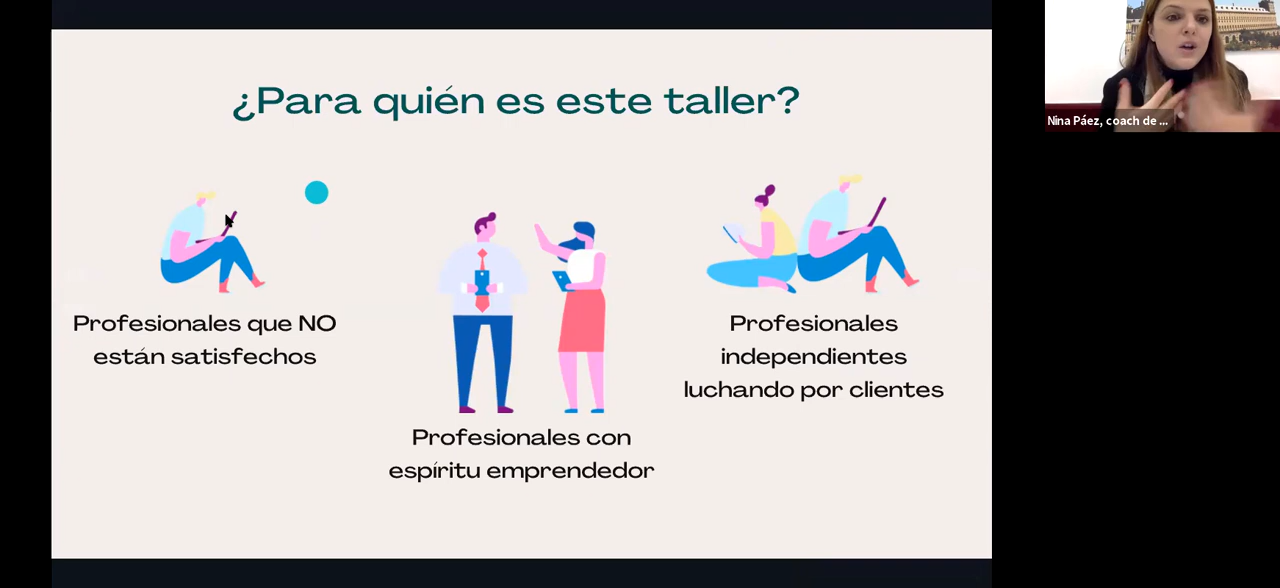 ¿Para quién es este taller?
Profesionales que NO
están satisfechos
Profesionales con
espíritu emprendedor
Profesionales
independientes
luchando por clientes
Nina Páez, coach de ...